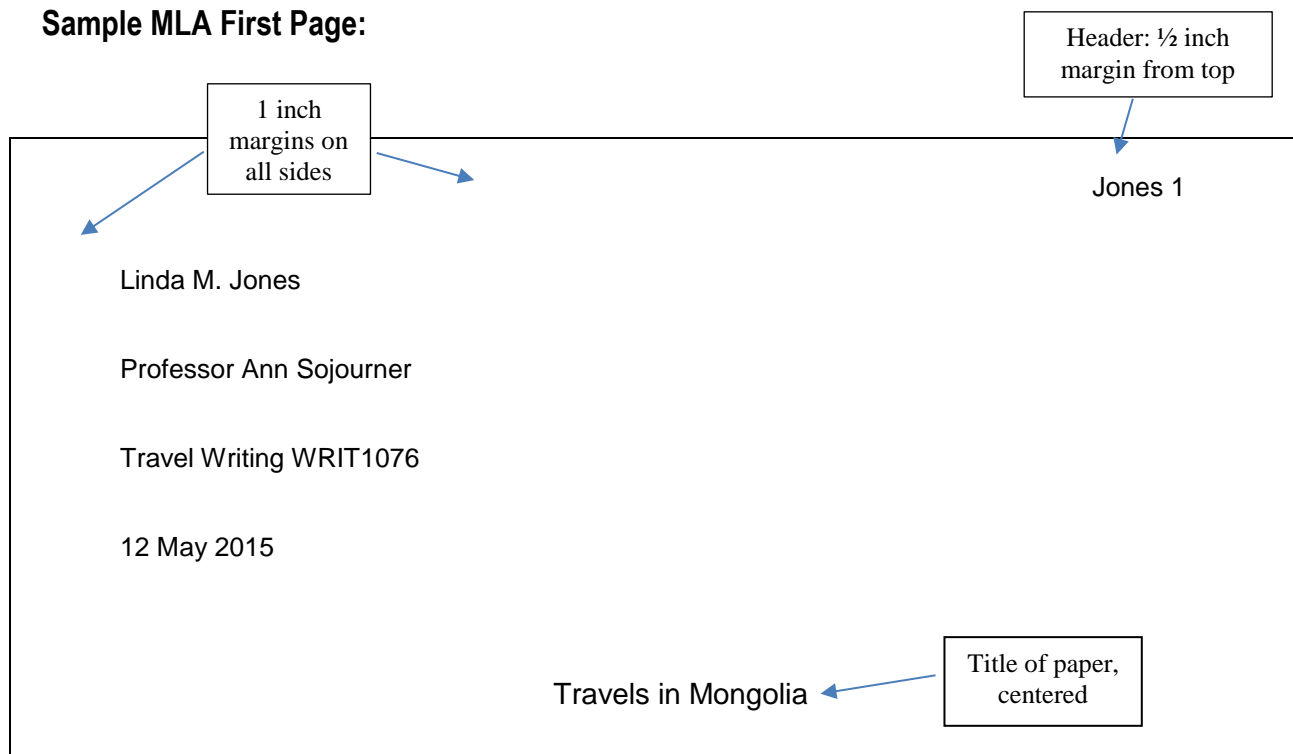 Sample MLA First Page:
Header: ½ inch
margin from top
1 inch
margins on
all sides
Jones 1
Linda M. Jones
Professor Ann Sojourner
Travel Writing WRIT1076
12 May 2015
Travels in Mongolia
Title of paper,
centered